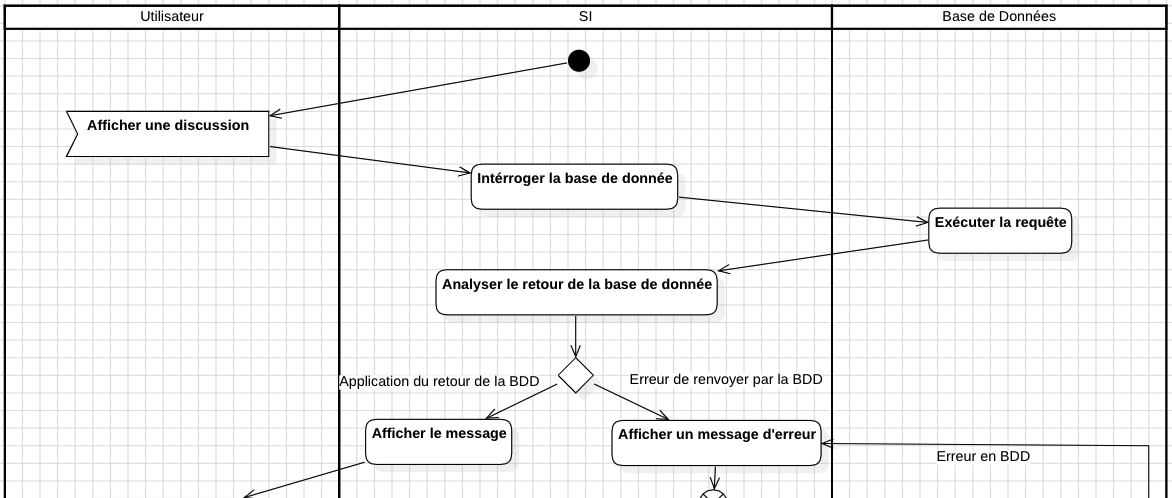 Utilisateur
SI
Base de Données
Afficher une discussion
Intérroger la base de donnée
Exécuter la requête
Analyser le retour de la base de donnée
Application du retour de la BDD
Erreur de renvoyer par la BDD
Afficher le message
Afficher un message d'erreur
Erreur en BDD